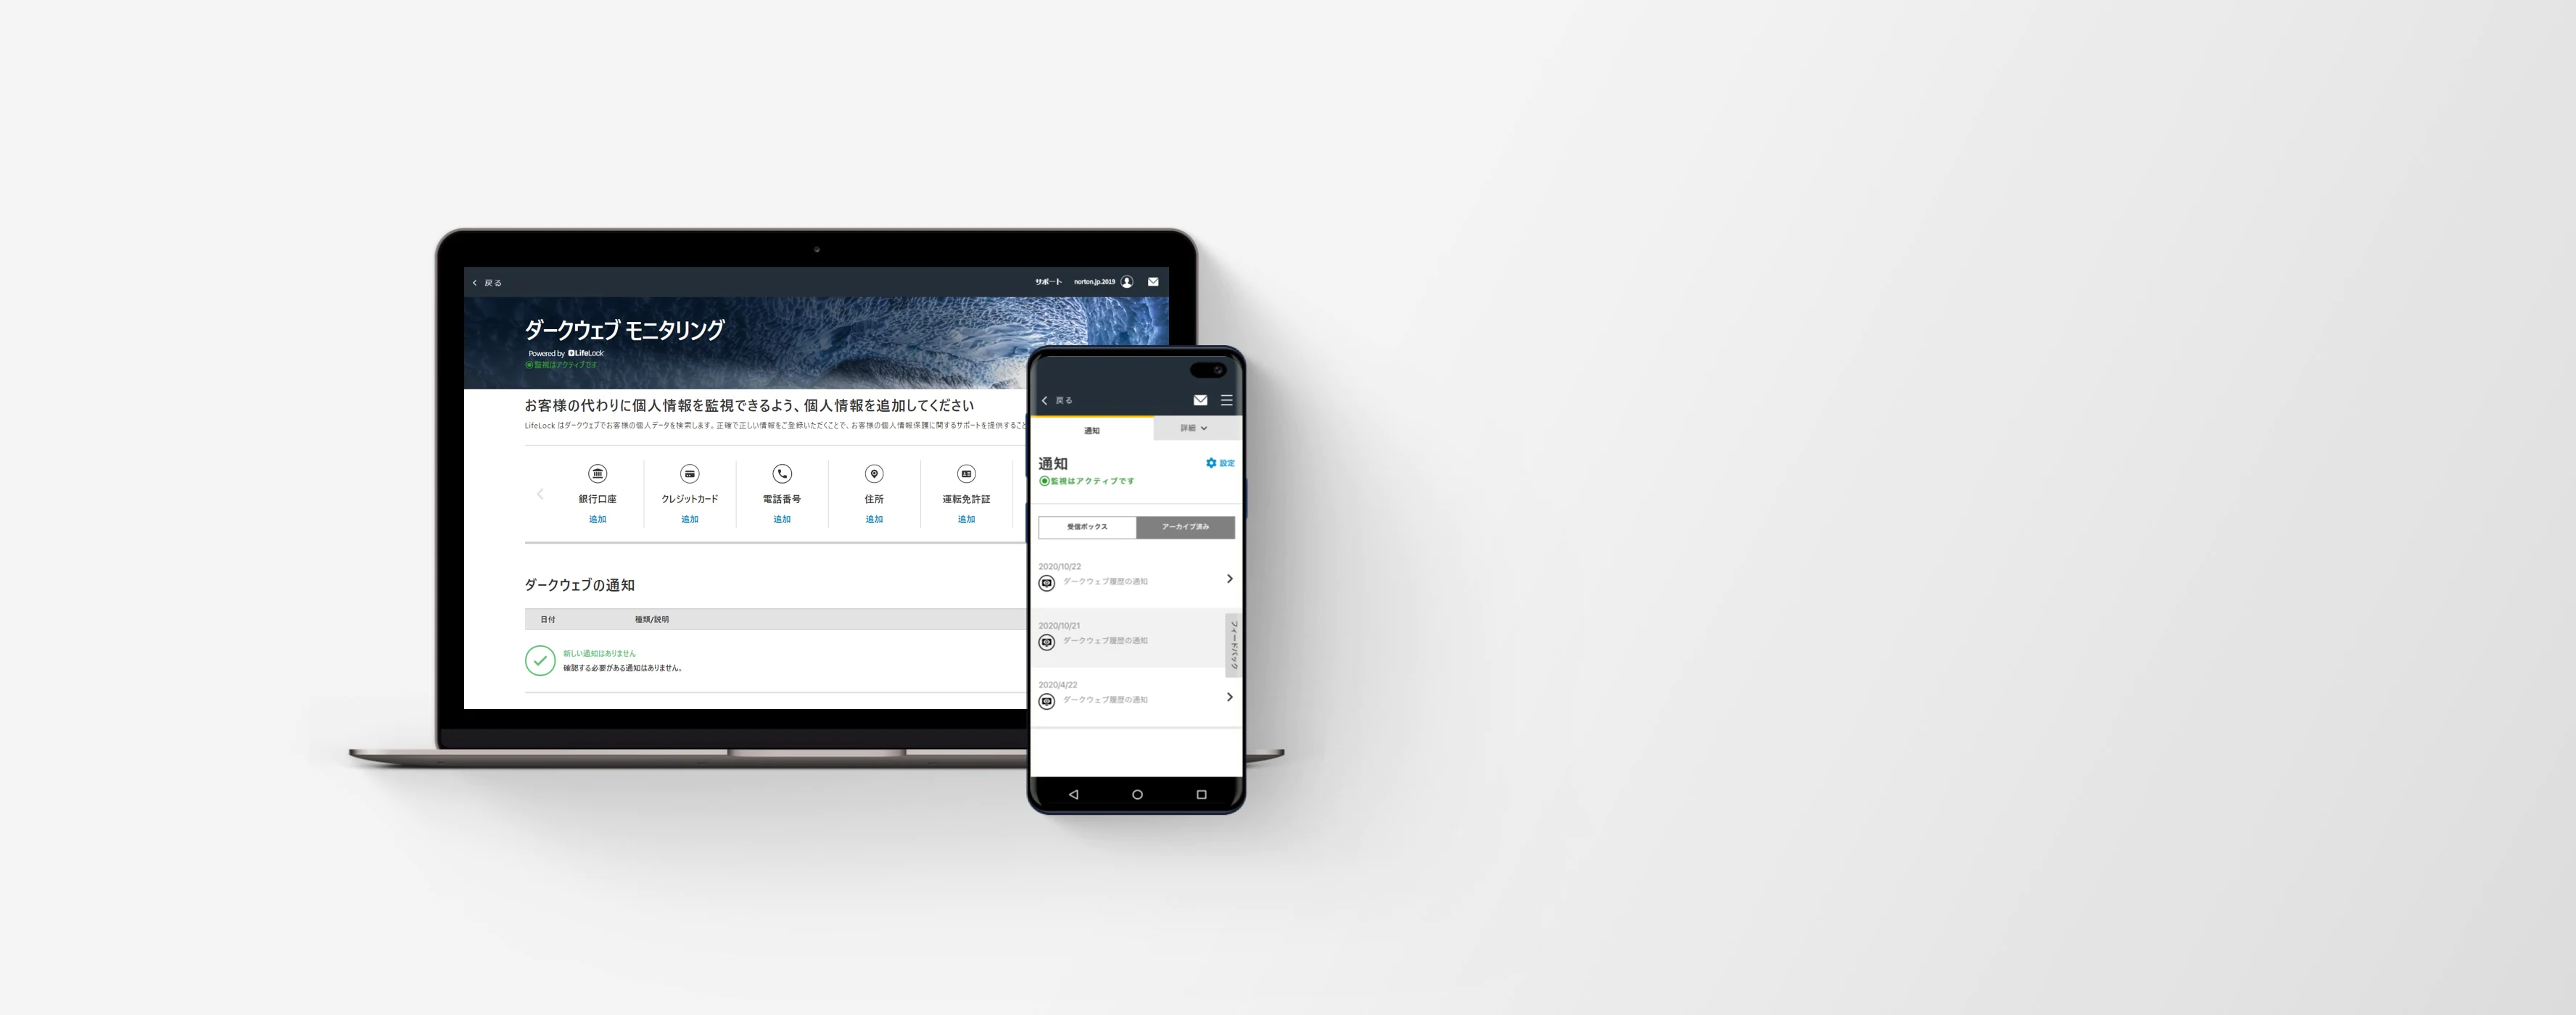 戻る
サポート norton.jp.2019
ダークウェブ モニタリング
Powered by LifeLock
監視はアクティブです
お客様の代わりに個人情報を監視できるよう、個人情報を追加してください
LifeLock はダークウェブでお客様の個人データを検索します。正確で正しい情報をご登録いただくことで、お客様の個人情報保護に関するサポートを提供するこ
銀行口座 クレジットカード 電話番号 住所 運転免許証
追加 追加 追加 追加 追加
ダークウェブの通知
日付 種類/説明
新しい通知はありません
確認する必要がある通知はありません。
戻る
通知 詳細
通知 設定
監視はアクティブです
受信ボックス アーカイブ済み
2020/10/22
ダークウェブ履歴の通知
2020/10/21
ダークウェブ履歴の通知
フィードバック
2020/4/22
ダークウェブ履歴の通知